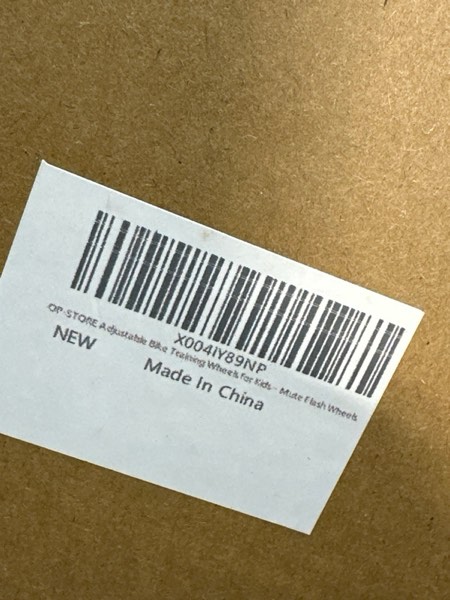 X004IY89NP
OP-STORE Adjustable Bike Training Wheels for Kids - Mute Flash Wheels
NEW
Made In China